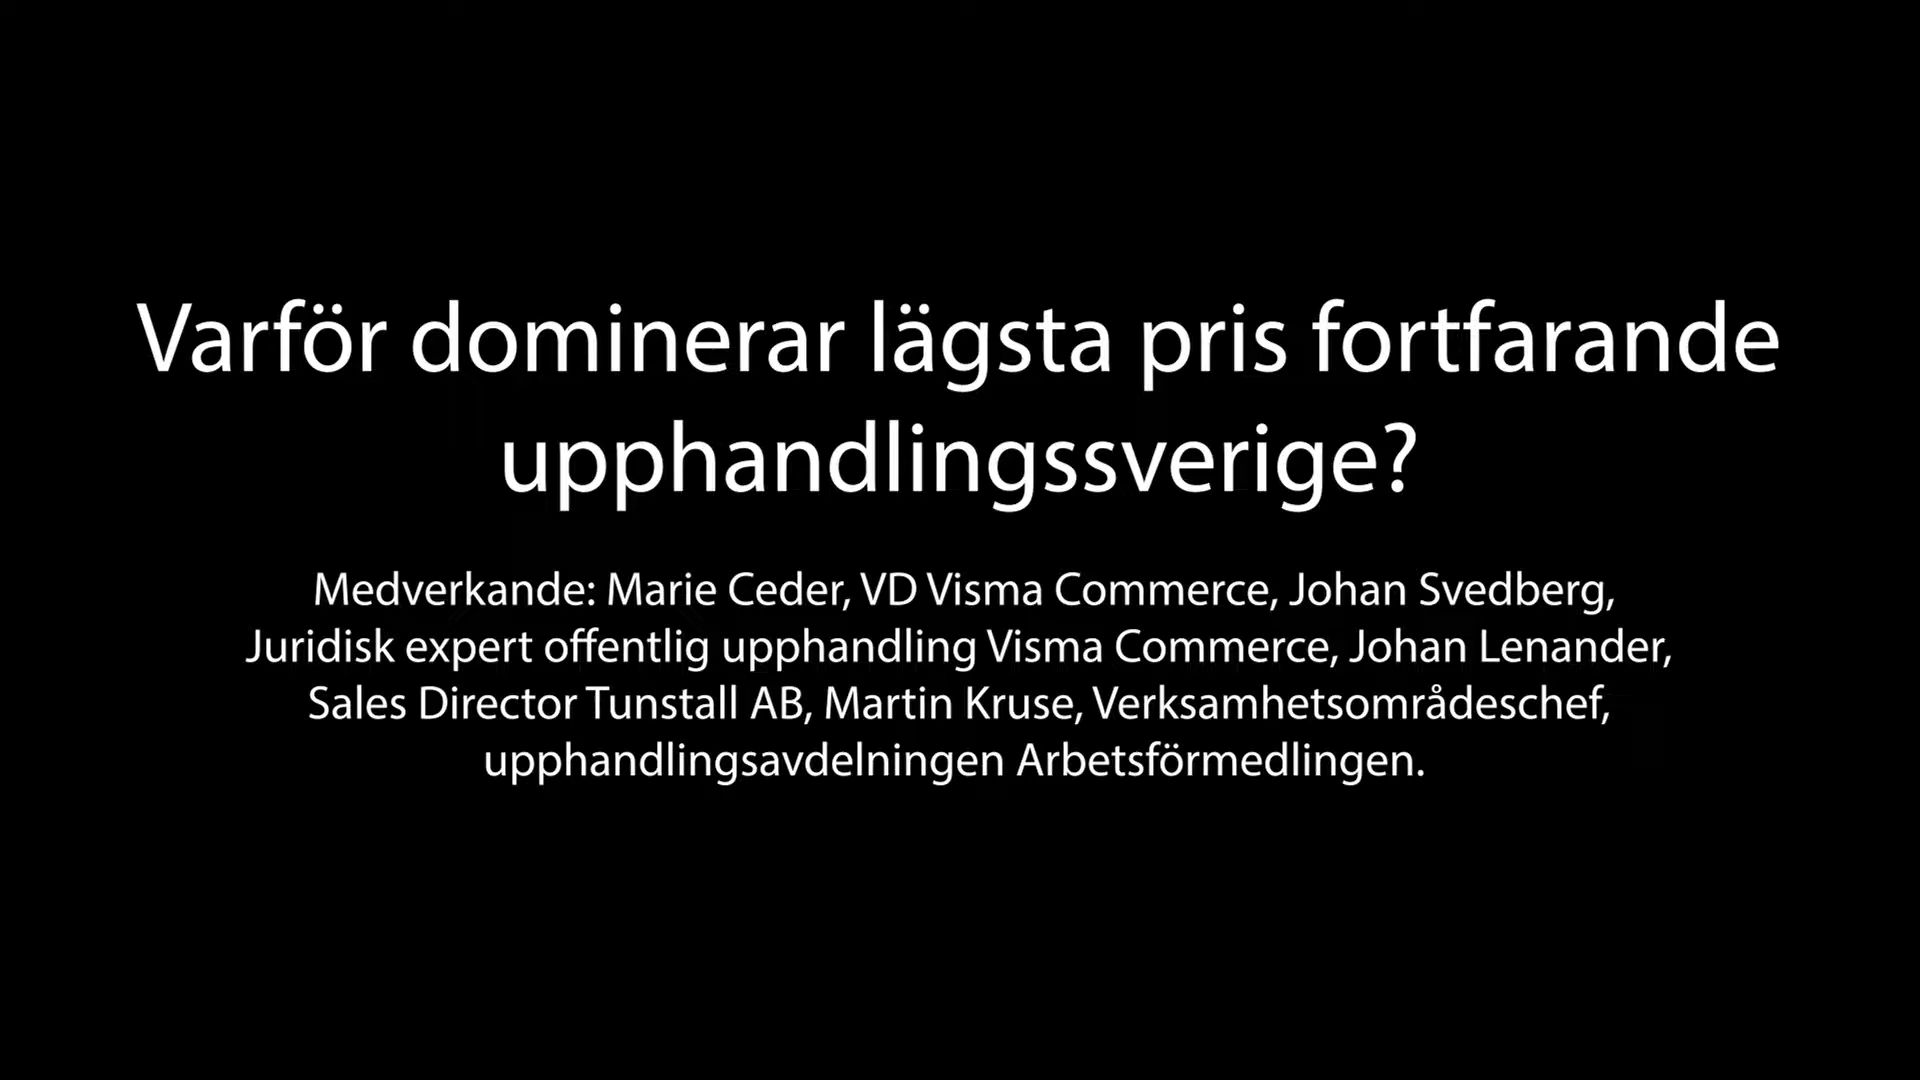 Varför dominerar lägsta pris fortfarande
upphandlingssverige?
Medverkande: Marie Ceder, VD Visma Commerce, Johan Svedberg,
Juridisk expert offentlig upphandling Visma Commerce, Johan Lenander,
Sales Director Tunstall AB, Martin Kruse, Verksamhetsområdeschef,
upphandlingsavdelningen Arbetsförmedlingen.